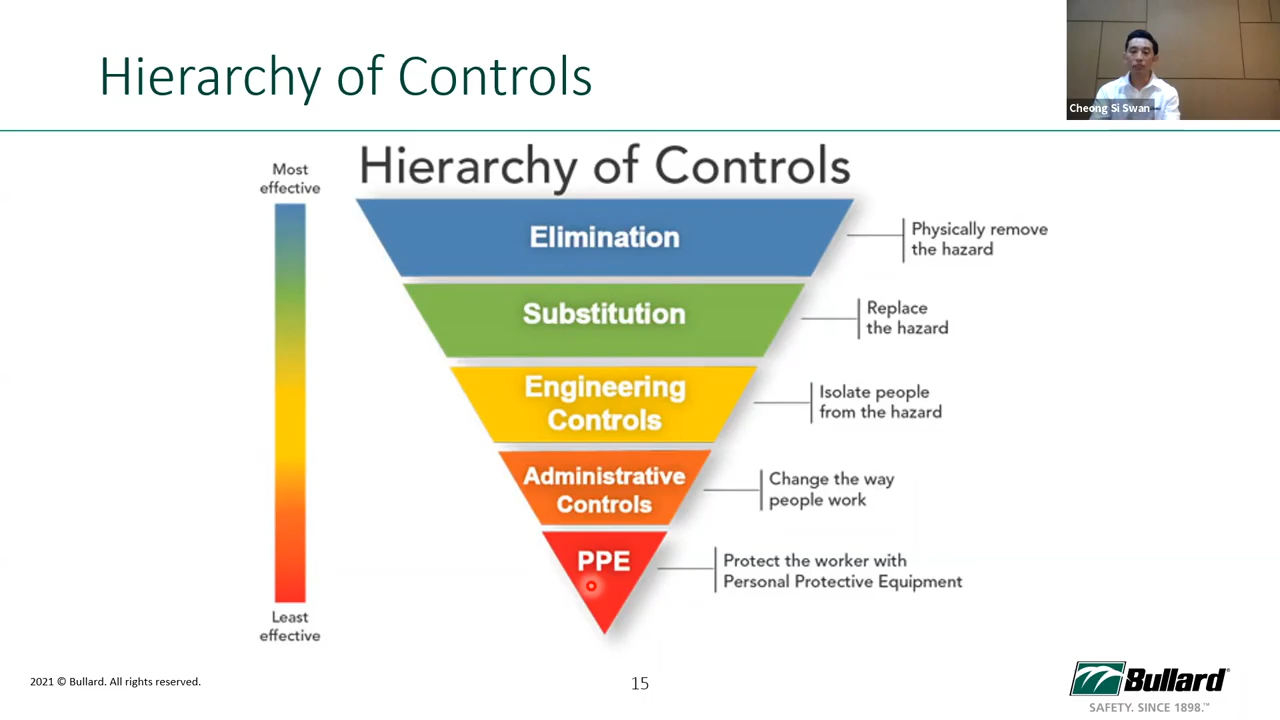 Hierarchy of Controls
Cheong Si Swan
Hierarchy of Controls
Most
effective
Elimination
Physically remove
the hazard
Substitution
Replace
the hazard
Engineering
Controls
Isolate people
from the hazard
Administrative
Controls
Change the way
people work
PPE
Protect the worker with
Personal Protective Equipment
Least
effective
2021 © Bullard. All rights reserved.
15
Bullard®
SAFETY. SINCE 1898.™